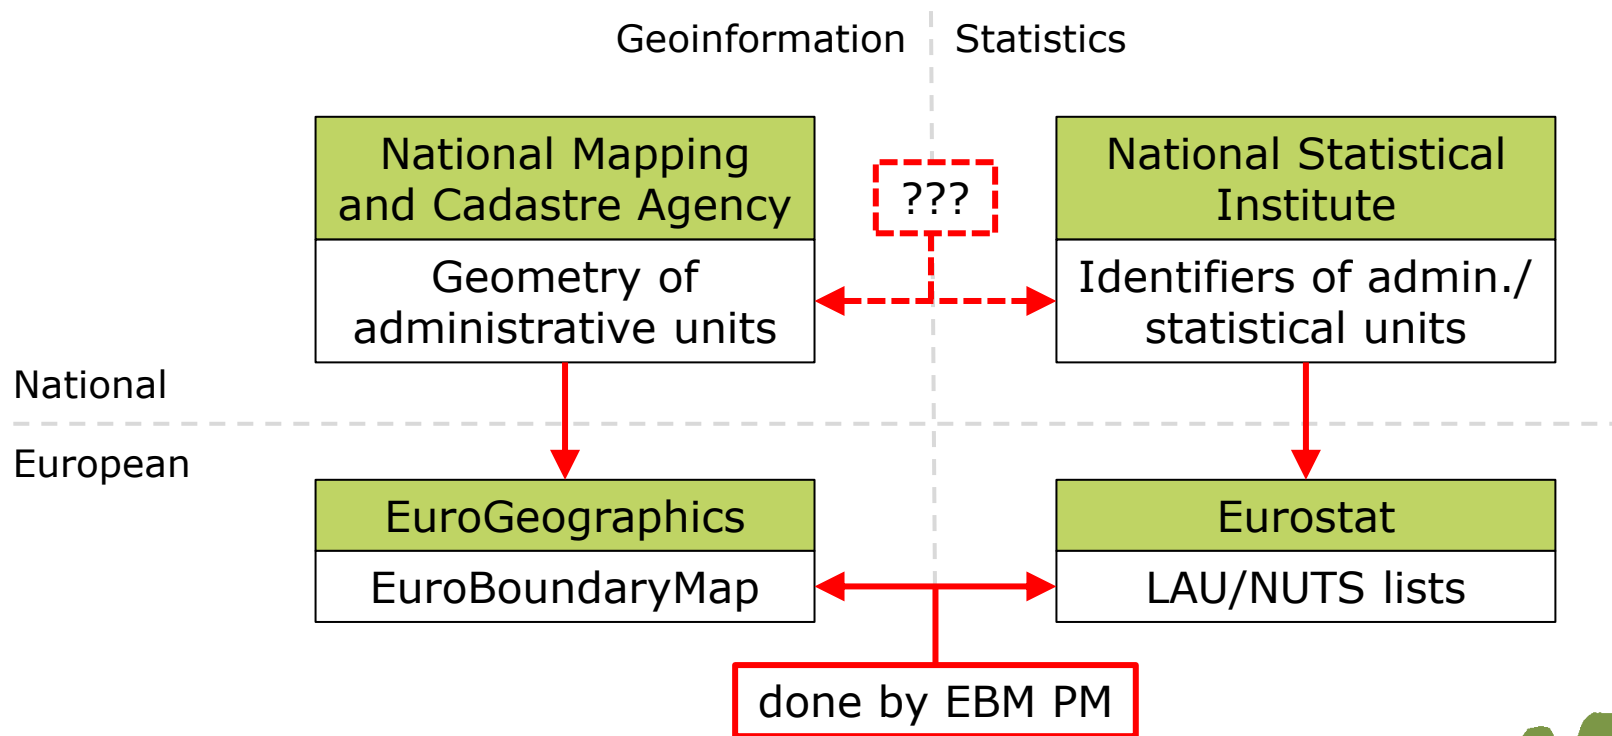 Geoinformation
Statistics
National Mapping
and Cadastre Agency
Geometry of
administrative units
???
National Statistical
Institute
Identifiers of admin./
statistical units
National
European
EuroGeographics
EuroBoundaryMap
Eurostat
LAU/NUTS lists
done by EBM PM